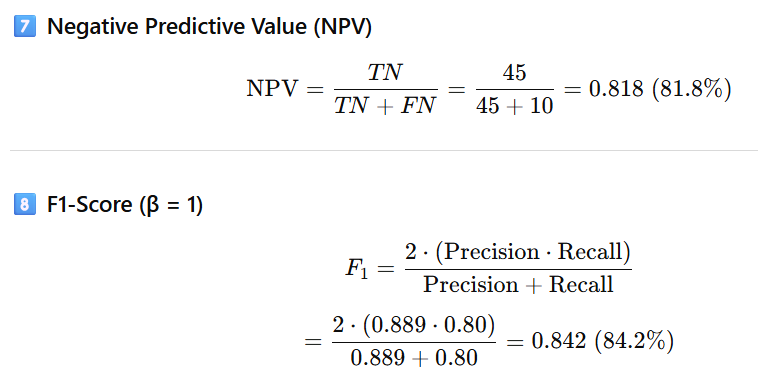 7 Negative Predictive Value (NPV)
NPV = TN / (TN + FN) = 45 / (45 + 10) = 0.818 (81.8%)
8 F1-Score (β = 1)
F₁ = 2 · (Precision · Recall) / (Precision + Recall)
= 2 · (0.889 · 0.80) / (0.889 + 0.80) = 0.842 (84.2%)